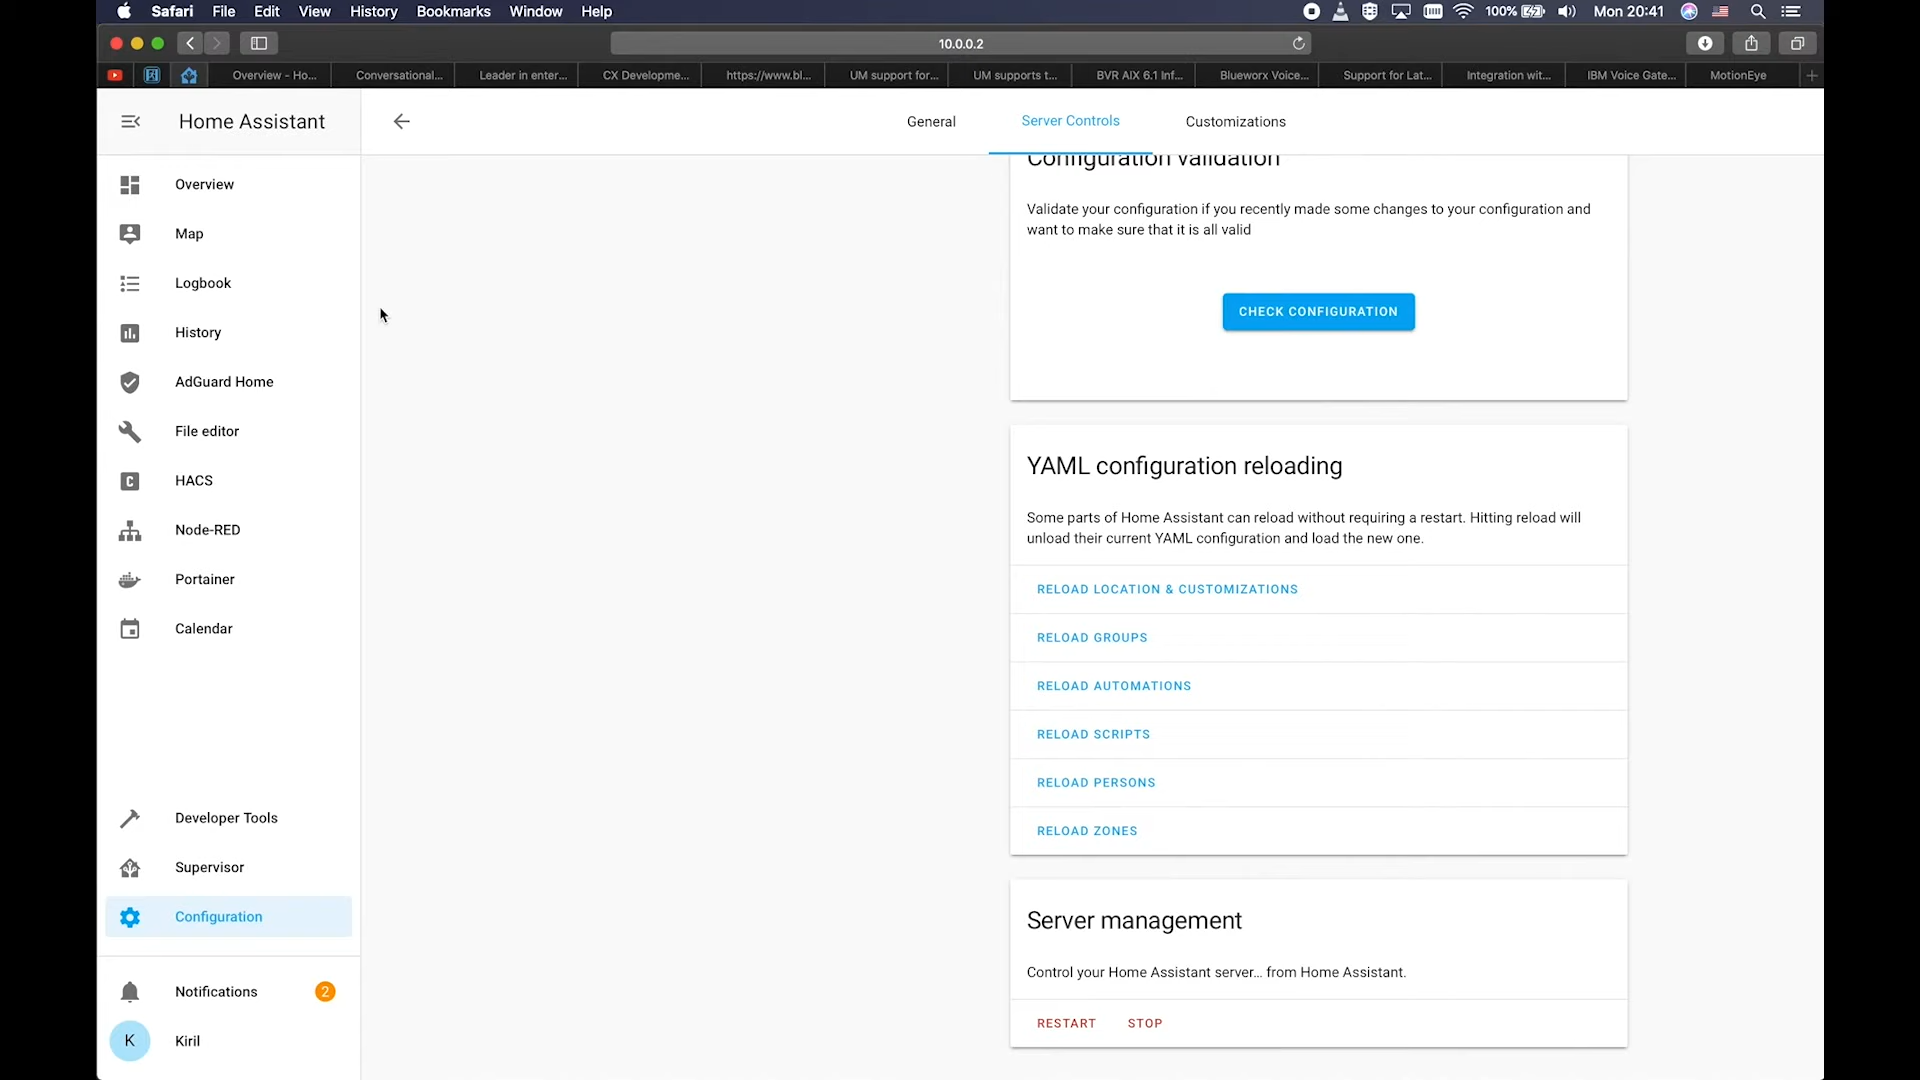 Safari File Edit View History Bookmarks Window Help 100% Mon 20:41
10.0.0.2
Overview - Ho... Conversational... Leader in enter... CX Developme... https://www.bl... UM support for... UM supports t... BVR AIX 6.1 Inf... Blueworx Voice... Support for Lat... Integration wit... IBM Voice Gate... MotionEye
Home Assistant
General Server Controls Customizations
Overview
Map
Logbook
History
AdGuard Home
File editor
HACS
Node-RED
Portainer
Calendar
Developer Tools
Supervisor
Configuration
Notifications 2
K Kiril
Configuration validation
Validate your configuration if you recently made some changes to your configuration and
want to make sure that it is all valid
CHECK CONFIGURATION
YAML configuration reloading
Some parts of Home Assistant can reload without requiring a restart. Hitting reload will
unload their current YAML configuration and load the new one.
RELOAD LOCATION & CUSTOMIZATIONS
RELOAD GROUPS
RELOAD AUTOMATIONS
RELOAD SCRIPTS
RELOAD PERSONS
RELOAD ZONES
Server management
Control your Home Assistant server... from Home Assistant.
RESTART STOP